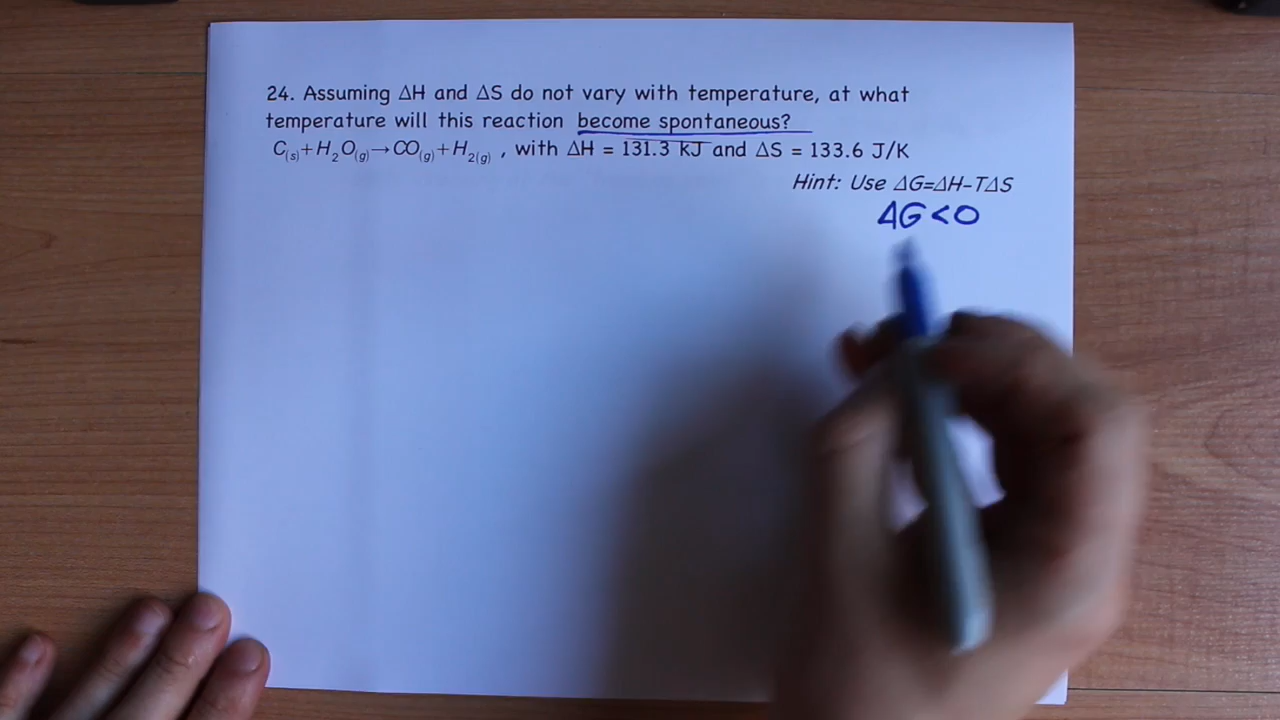 24. Assuming ΔH and ΔS do not vary with temperature, at what
temperature will this reaction become spontaneous?
C(s)+H₂O(g)→CO(g)+H₂(g) , with ΔH = 131.3 kJ and ΔS = 133.6 J/K
Hint: Use ΔG=ΔH-TΔS
ΔG<0